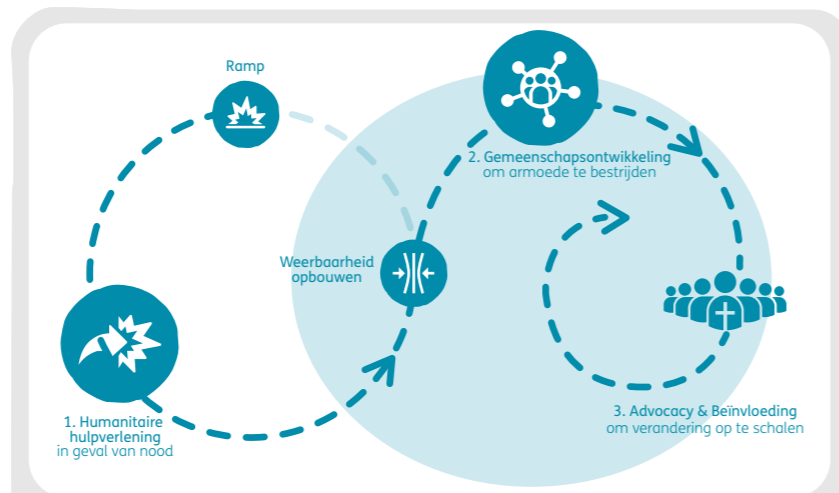 Ramp
2. Gemeenschapsontwikkeling
om armoede te bestrijden
Weerbaarheid
opbouwen
1. Humanitaire
hulpverlening
in geval van nood
3. Advocacy & Beïnvloeding
om verandering op te schalen